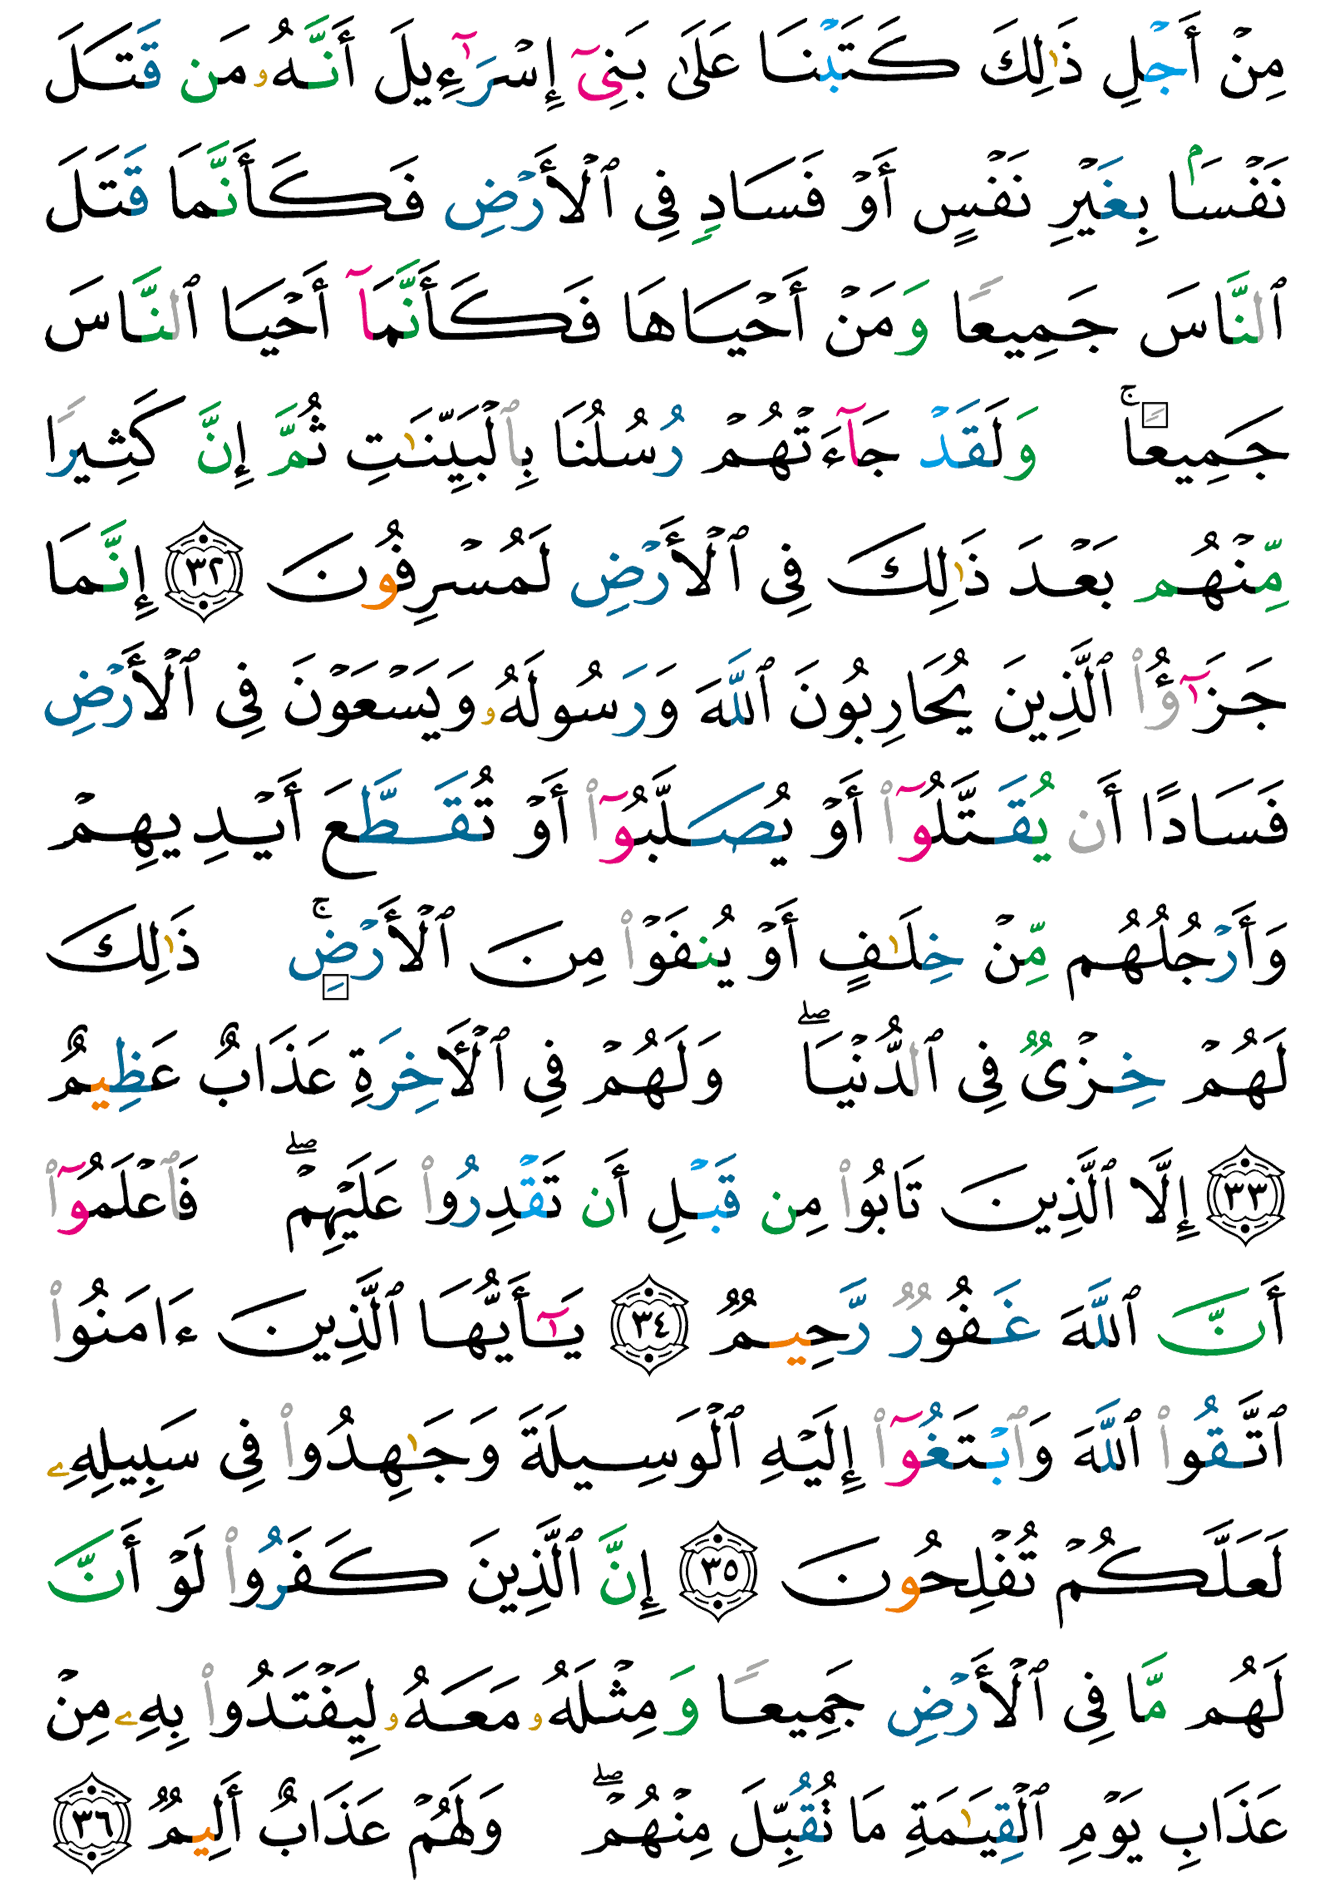 مِنْ أَجْلِ ذَٰلِكَ كَتَبْنَا عَلَىٰ بَنِىٓ إِسْرَٰٓءِيلَ أَنَّهُۥ مَن قَتَلَ
نَفْسَۢا بِغَيْرِ نَفْسٍ أَوْ فَسَادٍ فِى ٱلْأَرْضِ فَكَأَنَّمَا قَتَلَ
ٱلنَّاسَ جَمِيعًا وَمَنْ أَحْيَاهَا فَكَأَنَّمَآ أَحْيَا ٱلنَّاسَ
جَمِيعًا ۚ وَلَقَدْ جَآءَتْهُمْ رُسُلُنَا بِٱلْبَيِّنَٰتِ ثُمَّ إِنَّ كَثِيرًا
مِّنْهُم بَعْدَ ذَٰلِكَ فِى ٱلْأَرْضِ لَمُسْرِفُونَ ٣٢ إِنَّمَا
جَزَٰٓؤُا۟ ٱلَّذِينَ يُحَارِبُونَ ٱللَّهَ وَرَسُولَهُۥ وَيَسْعَوْنَ فِى ٱلْأَرْضِ
فَسَادًا أَن يُقَتَّلُوٓا۟ أَوْ يُصَلَّبُوٓا۟ أَوْ تُقَطَّعَ أَيْدِيهِمْ
وَأَرْجُلُهُم مِّنْ خِلَٰفٍ أَوْ يُنفَوْا۟ مِنَ ٱلْأَرْضِ ۚ ذَٰلِكَ
لَهُمْ خِزْىٌ فِى ٱلدُّنْيَا ۖ وَلَهُمْ فِى ٱلْأَخِرَةِ عَذَابٌ عَظِيمٌ
٣٣ إِلَّا ٱلَّذِينَ تَابُوا۟ مِن قَبْلِ أَن تَقْدِرُوا۟ عَلَيْهِمْ ۖ فَٱعْلَمُوٓا۟
أَنَّ ٱللَّهَ غَفُورٌ رَّحِيمٌ ٣٤ يَٰٓأَيُّهَا ٱلَّذِينَ ءَامَنُوا۟
ٱتَّقُوا۟ ٱللَّهَ وَٱبْتَغُوٓا۟ إِلَيْهِ ٱلْوَسِيلَةَ وَجَٰهِدُوا۟ فِى سَبِيلِهِۦ
لَعَلَّكُمْ تُفْلِحُونَ ٣٥ إِنَّ ٱلَّذِينَ كَفَرُوا۟ لَوْ أَنَّ
لَهُم مَّا فِى ٱلْأَرْضِ جَمِيعًا وَمِثْلَهُۥ مَعَهُۥ لِيَفْتَدُوا۟ بِهِۦ مِنْ
عَذَابِ يَوْمِ ٱلْقِيَٰمَةِ مَا تُقُبِّلَ مِنْهُمْ ۖ وَلَهُمْ عَذَابٌ أَلِيمٌ ٣٦